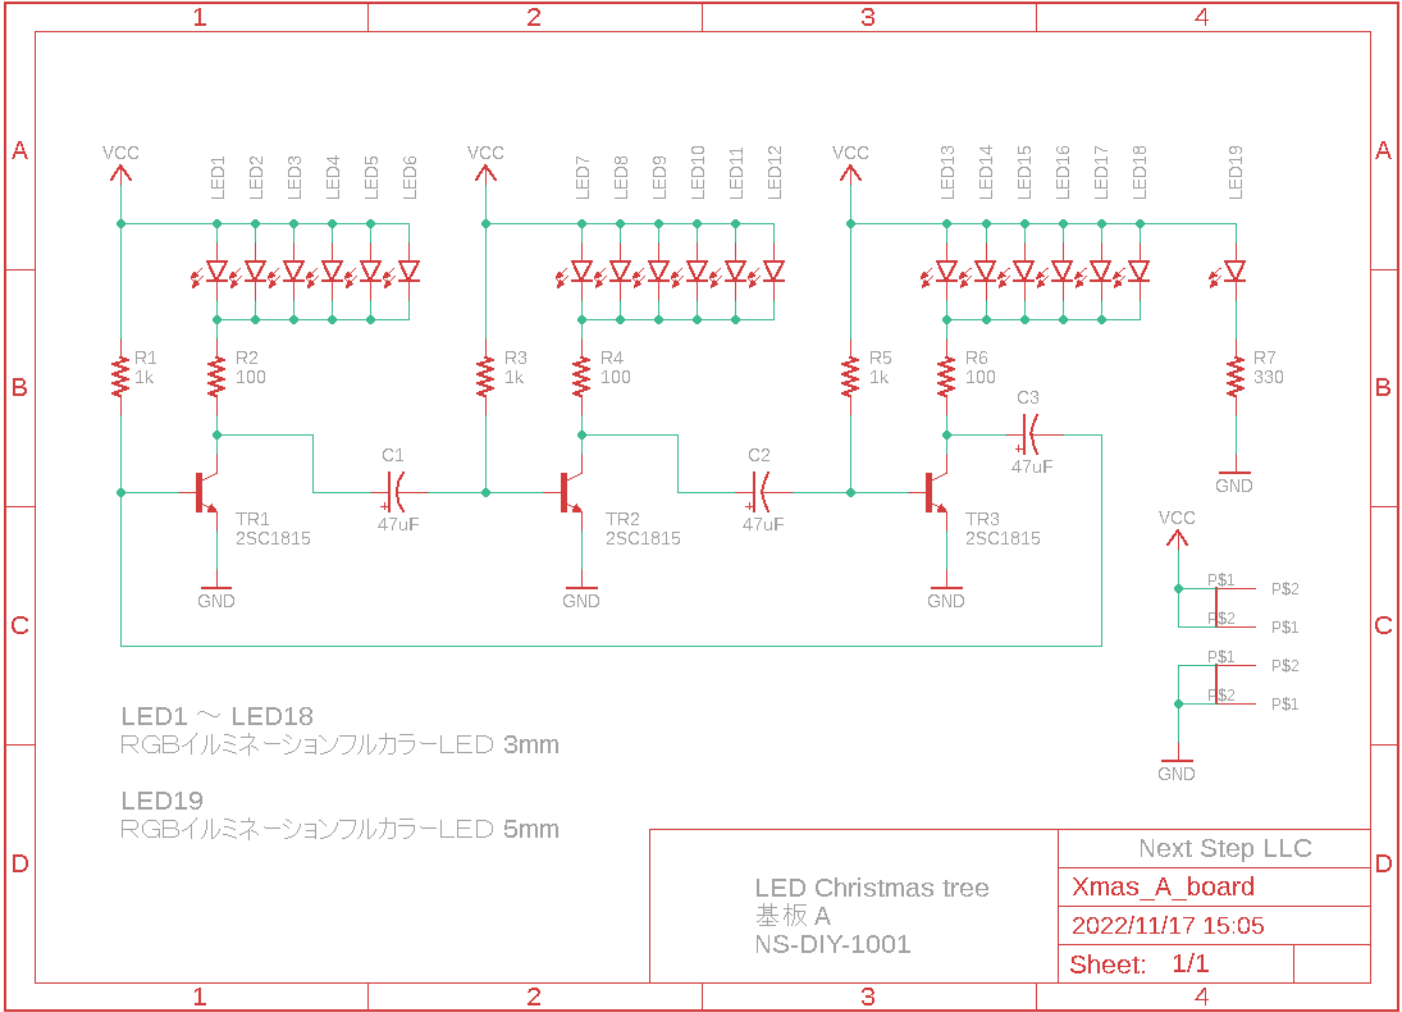 1 2 3 4
A A
VCC LED1 LED2 LED3 LED4 LED5 LED6 VCC LED7 LED8 LED9 LED10 LED11 LED12 VCC LED13 LED14 LED15 LED16 LED17 LED18 LED19
R1 R2 R3 R4 R5 R6 R7
1k 100 1k 100 1k 100 330
B B
C3
+
47uF
C1 C2
GND
+ +
47uF 47uF
TR1 TR2 TR3
2SC1815 2SC1815 2SC1815
VCC
P$1 P$2
GND GND GND
P$2 P$1
C C
P$1 P$2
P$2 P$1
GND
LED1 ～ LED18
RGBイルミネーションフルカラーLED 3mm
LED19
RGBイルミネーションフルカラーLED 5mm
D D
LED Christmas tree
基板 A
NS-DIY-1001
Next Step LLC
Xmas_A_board
2022/11/17 15:05
Sheet: 1/1
1 2 3 4